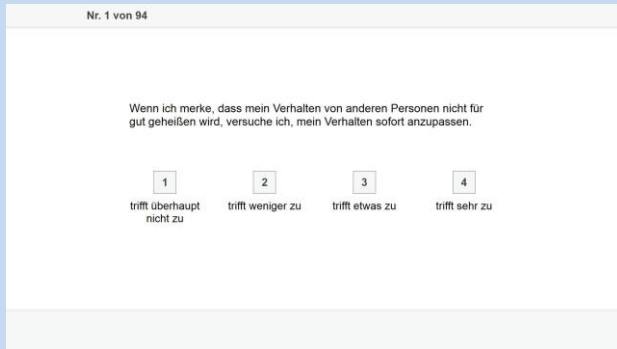 Nr. 1 von 94
Wenn ich merke, dass mein Verhalten von anderen Personen nicht für
gut geheißen wird, versuche ich, mein Verhalten sofort anzupassen.
1 2 3 4
trifft überhaupt nicht zu trifft weniger zu trifft etwas zu trifft sehr zu